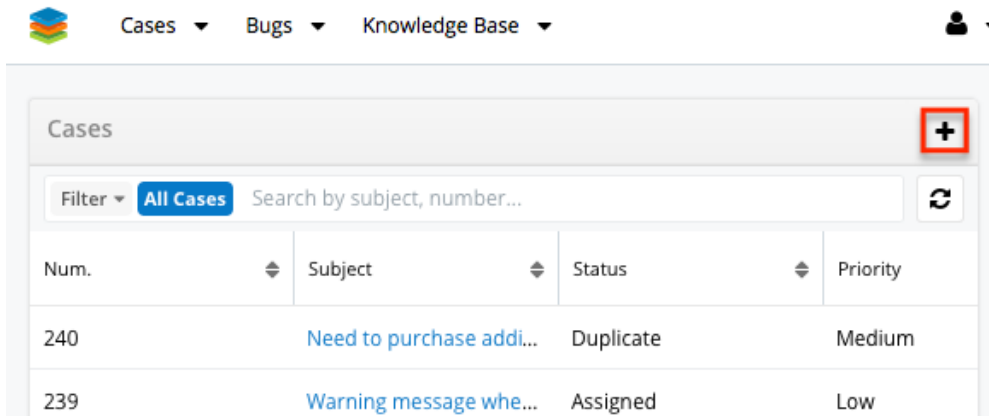 Cases Bugs Knowledge Base
Cases
Filter All Cases Search by subject, number...
Num. Subject Status Priority
240 Need to purchase addi... Duplicate Medium
239 Warning message whe... Assigned Low